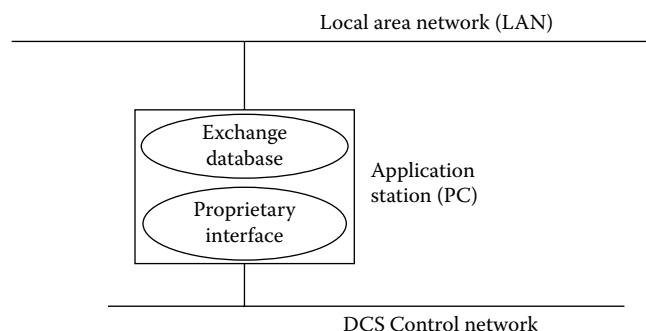 Local area network (LAN)
Exchange
database
Application
station (PC)
Proprietary
interface
DCS Control network